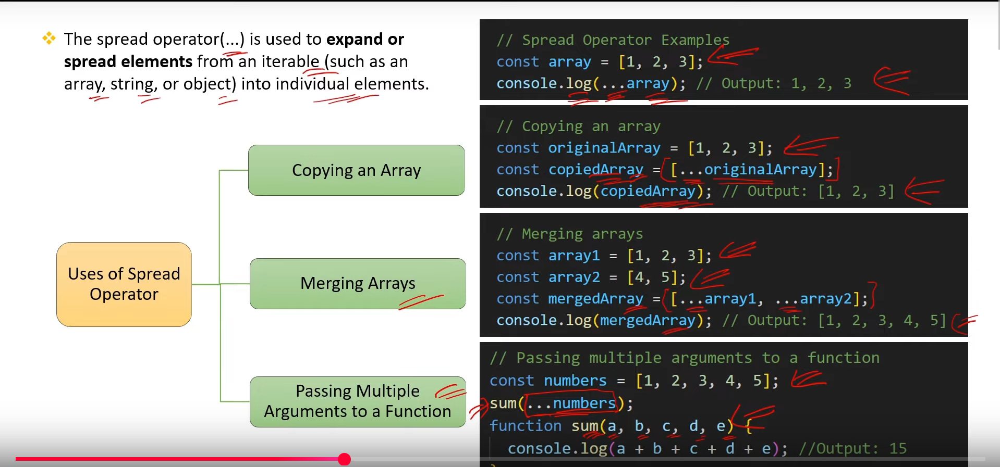 The spread operator(...) is used to expand or
spread elements from an iterable (such as an
array, string, or object) into individual elements.
Uses of Spread
Operator
Copying an Array
Merging Arrays
Passing Multiple
Arguments to a Function
// Spread Operator Examples
const array = [1, 2, 3];
console.log(...array); // Output: 1, 2, 3
// Copying an array
const originalArray = [1, 2, 3];
const copiedArray = [...originalArray];
console.log(copiedArray); // Output: [1, 2, 3]
// Merging arrays
const array1 = [1, 2, 3];
const array2 = [4, 5];
const mergedArray = [...array1, ...array2];
console.log(mergedArray); // Output: [1, 2, 3, 4, 5]
// Passing multiple arguments to a function
const numbers = [1, 2, 3, 4, 5];
sum(...numbers);
function sum(a, b, c, d, e) {
console.log(a + b + c + d + e); //Output: 15
}